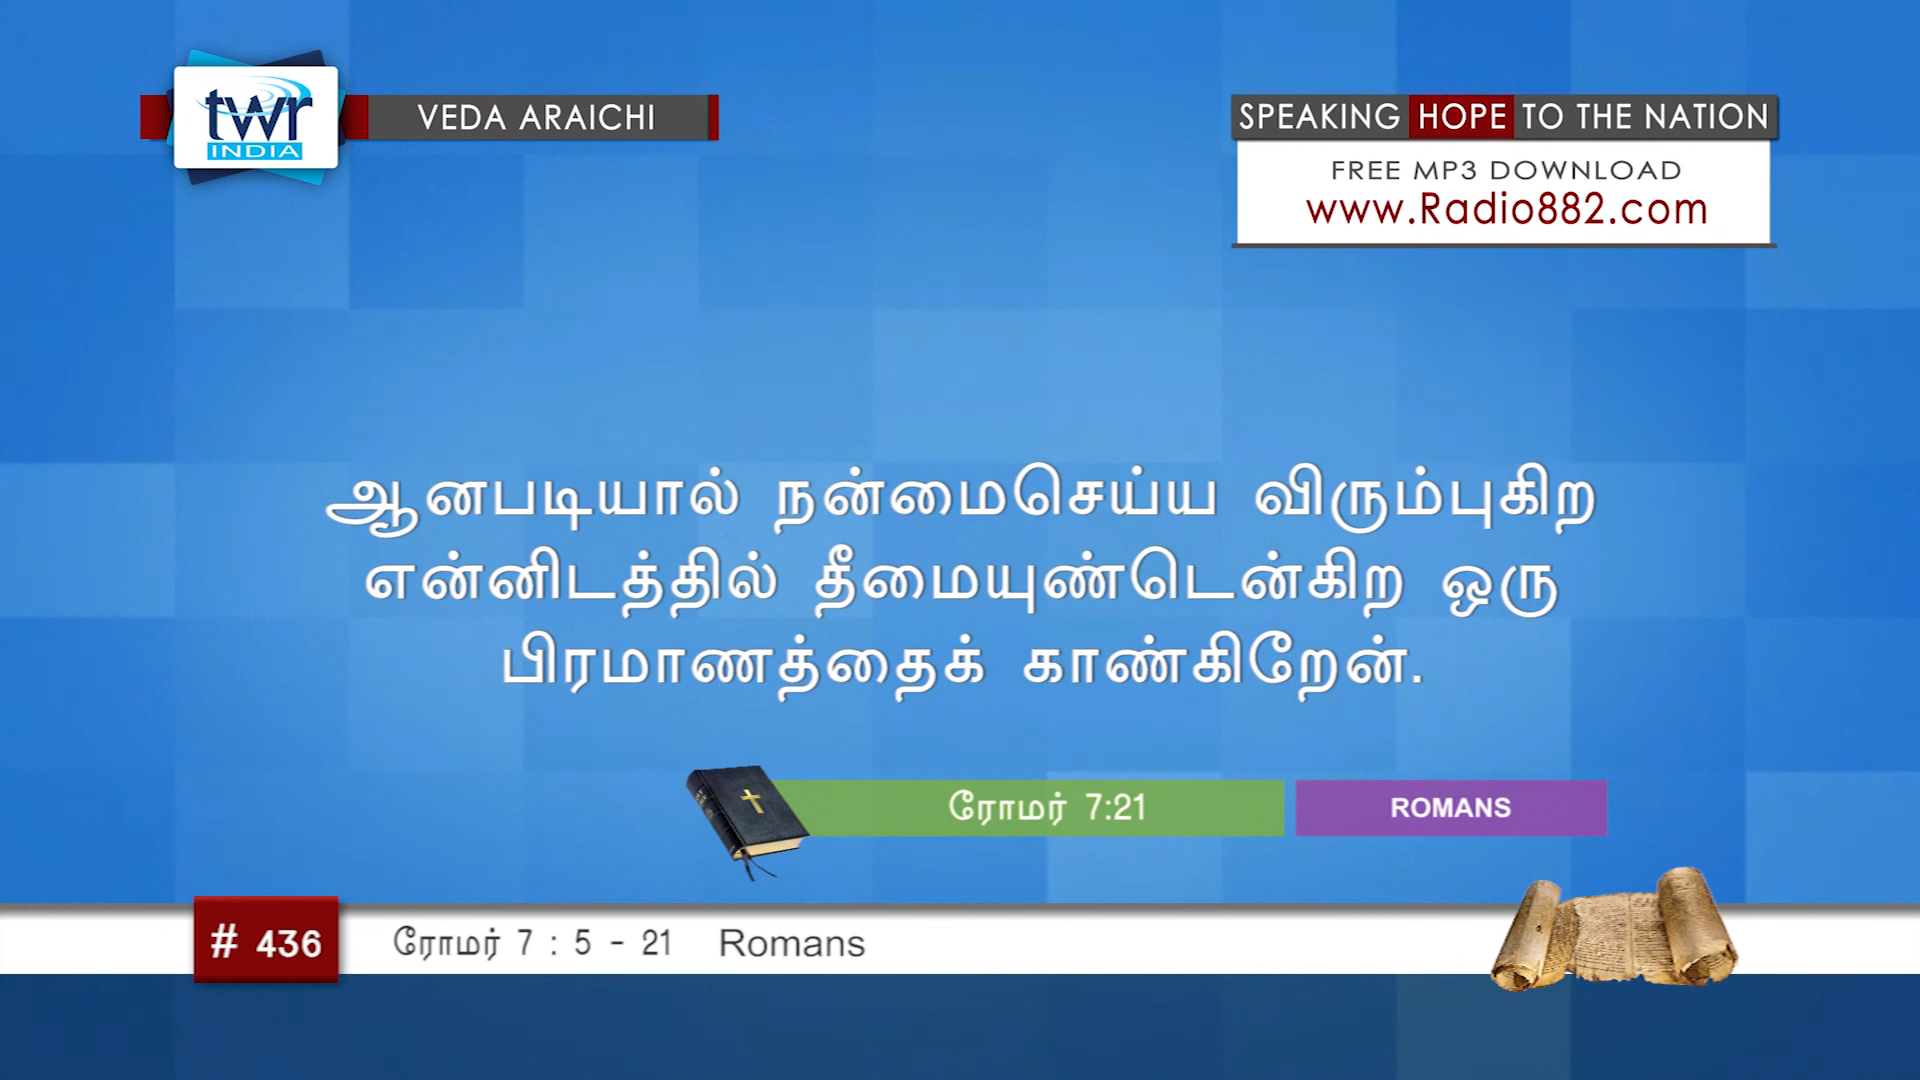 twr
INDIA
VEDA ARAICHI
SPEAKING HOPE TO THE NATION
FREE MP3 DOWNLOAD
www.Radio882.com
ஆனபடியால் நன்மைசெய்ய விரும்புகிற
என்னிடத்தில் தீமையுண்டென்கிற ஒரு
பிரமாணத்தைக் காண்கிறேன்.
ரோமர் 7:21
ROMANS
# 436
ரோமர் 7 : 5 - 21 Romans